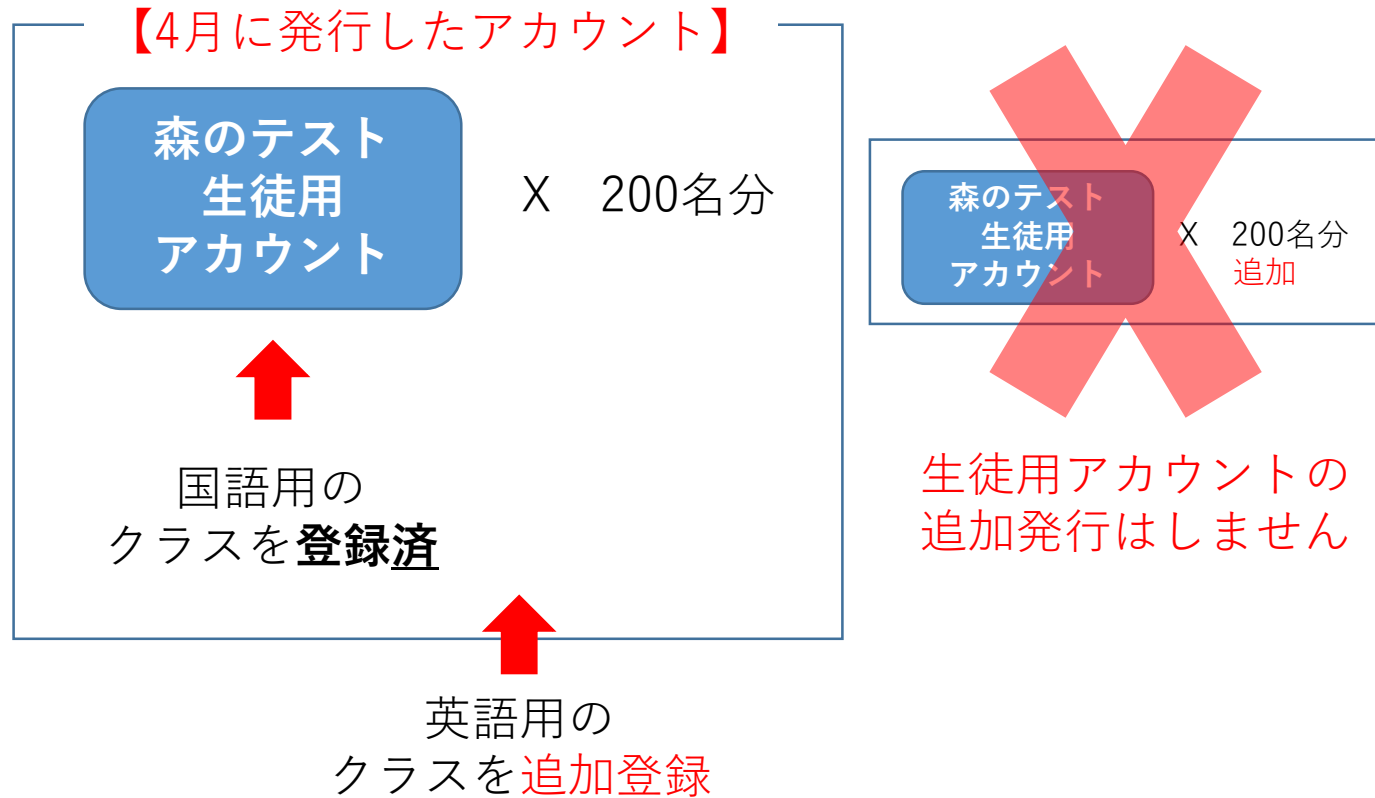 【4月に発行したアカウント】
森のテスト
生徒用
アカウント
X 200名分
国語用の
クラスを登録済
英語用の
クラスを追加登録
森のテスト
生徒用
アカウント
X 200名分
追加
生徒用アカウントの
追加発行はしません